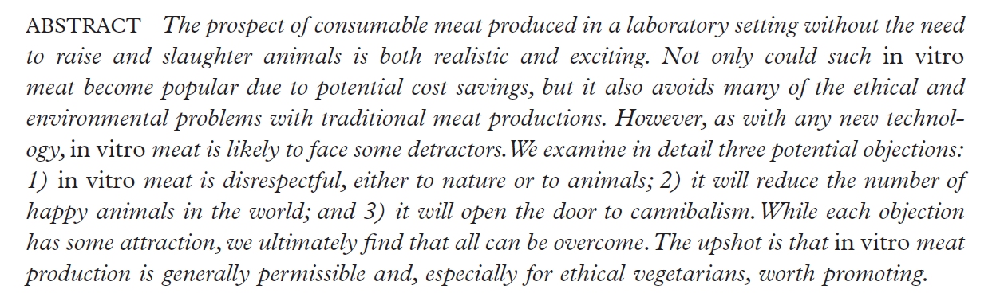 ABSTRACT The prospect of consumable meat produced in a laboratory setting without the need
to raise and slaughter animals is both realistic and exciting. Not only could such in vitro
meat become popular due to potential cost savings, but it also avoids many of the ethical and
environmental problems with traditional meat productions. However, as with any new technol-
ogy, in vitro meat is likely to face some detractors. We examine in detail three potential objections:
1) in vitro meat is disrespectful, either to nature or to animals; 2) it will reduce the number of
happy animals in the world; and 3) it will open the door to cannibalism. While each objection
has some attraction, we ultimately find that all can be overcome. The upshot is that in vitro meat
production is generally permissible and, especially for ethical vegetarians, worth promoting.